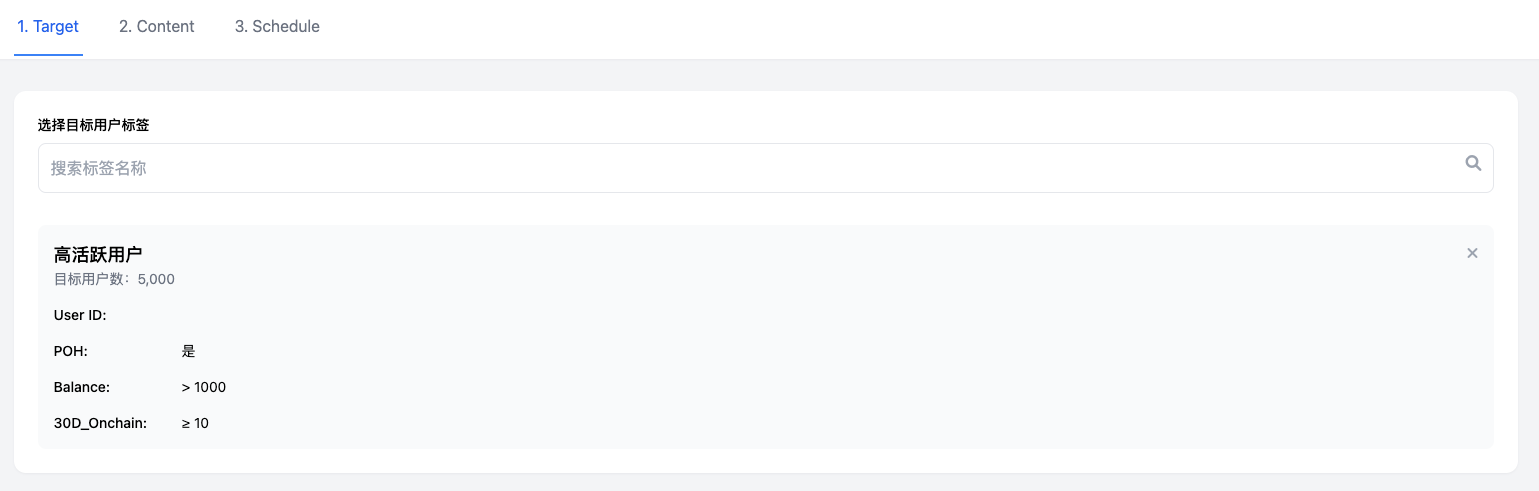 1. Target 2. Content 3. Schedule
选择目标用户标签
搜索标签名称
高活跃用户
目标用户数：5,000
User ID:
POH: 是
Balance: > 1000
30D_Onchain: ≥ 10